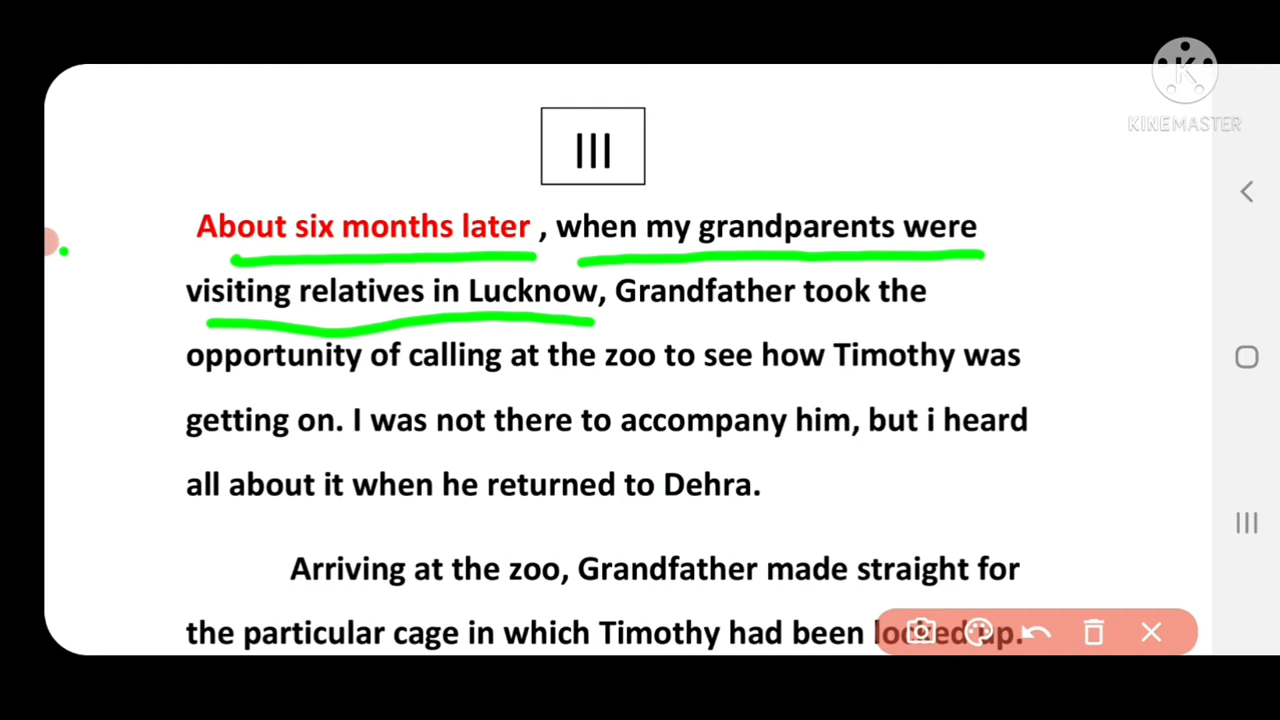 KINEMASTER
III
About six months later , when my grandparents were
visiting relatives in Lucknow, Grandfather took the
opportunity of calling at the zoo to see how Timothy was
getting on. I was not there to accompany him, but i heard
all about it when he returned to Dehra.
Arriving at the zoo, Grandfather made straight for
the particular cage in which Timothy had been locked up.